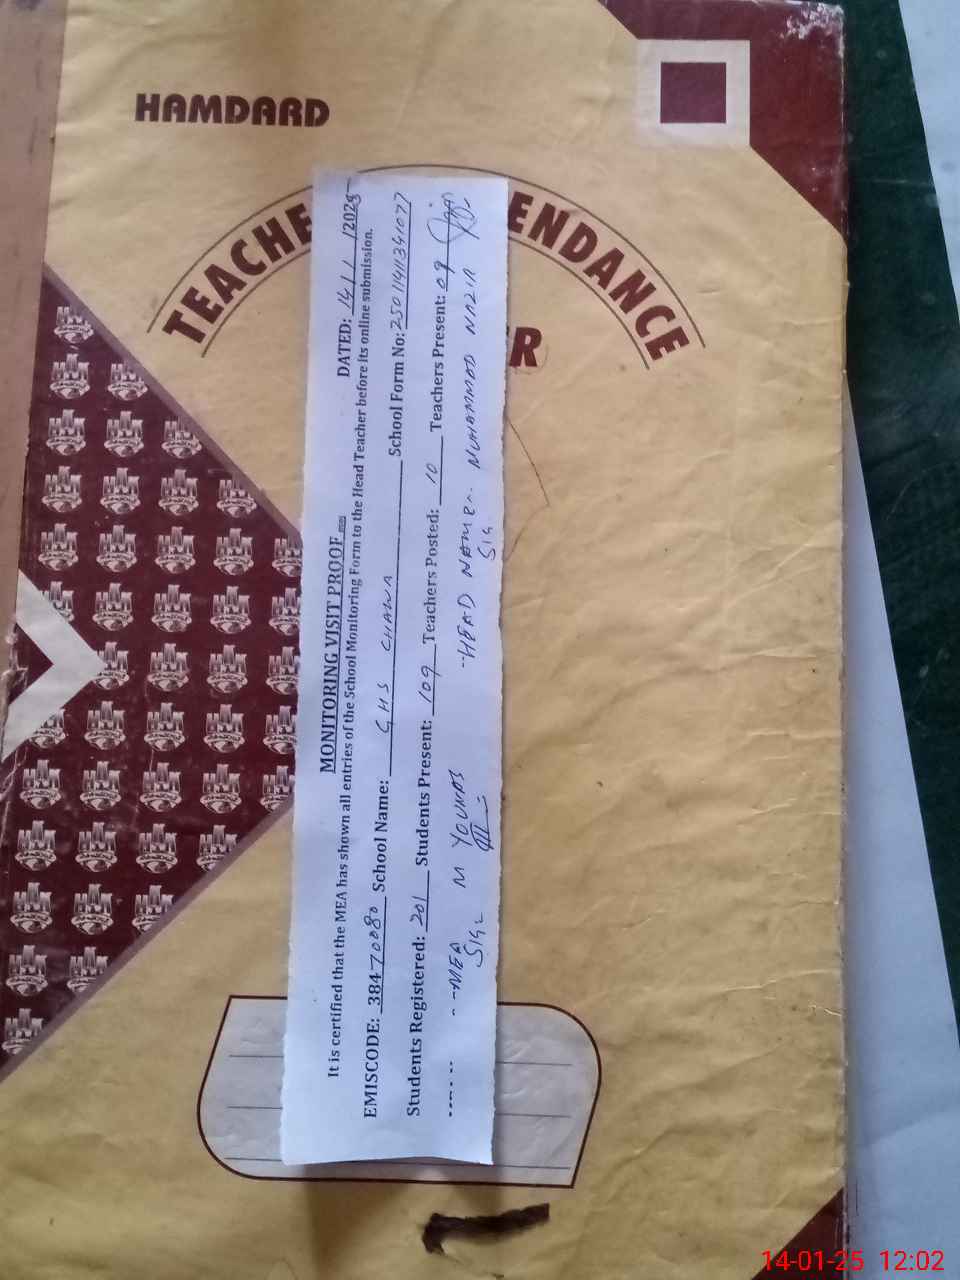 HAMDARD
TEACHE ENDANCE
R
MONITORING VISIT PROOF
DATED: 14/1/2025
It is certified that the MEA has shown all entries of the School Monitoring Form to the Head Teacher before its online submission.
EMISCODE: 38470080 School Name: GHS CHAWA School Form No: 25011411341077
Students Registered: 201 Students Present: 109 Teachers Posted: 10 Teachers Present: 09
--MEA M YOUNAS --HEAD NAME:- MUHAMMAD NAZIR
Sig:- Sig
14-01-25 12:02